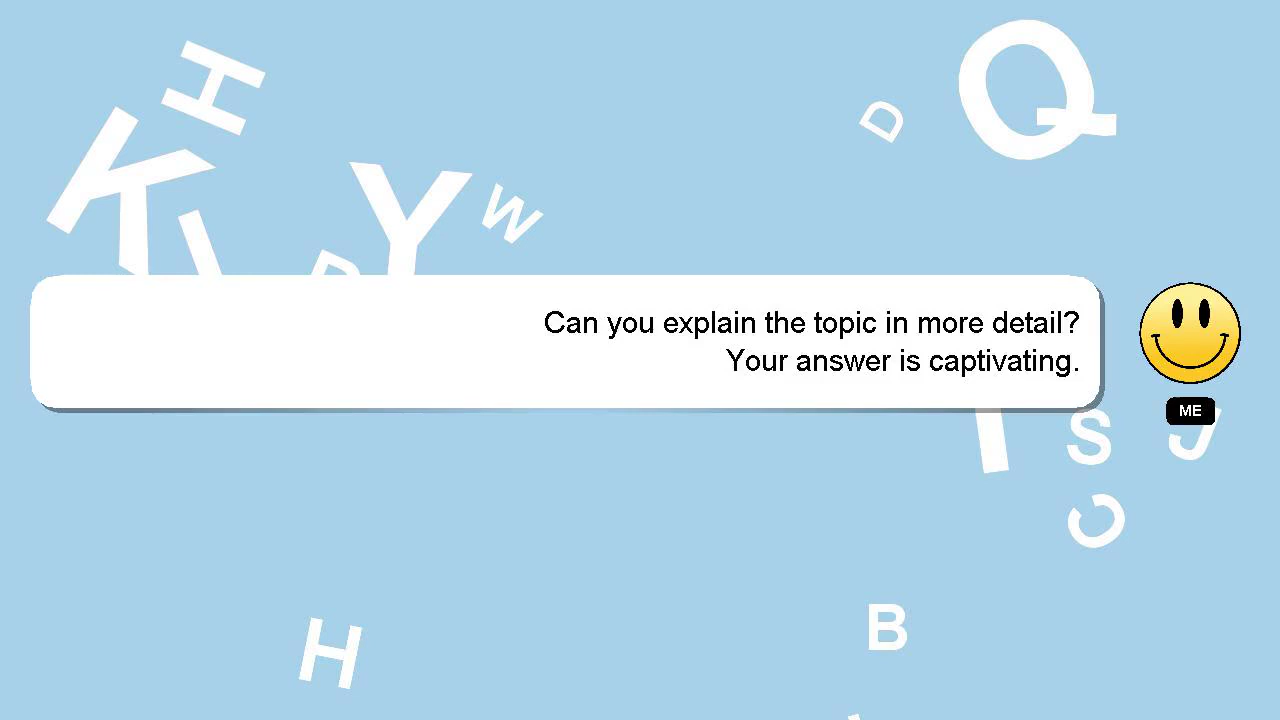 H
Q
D
K
Y
W
Can you explain the topic in more detail?
Your answer is captivating.
ME
S
J
C
B
H